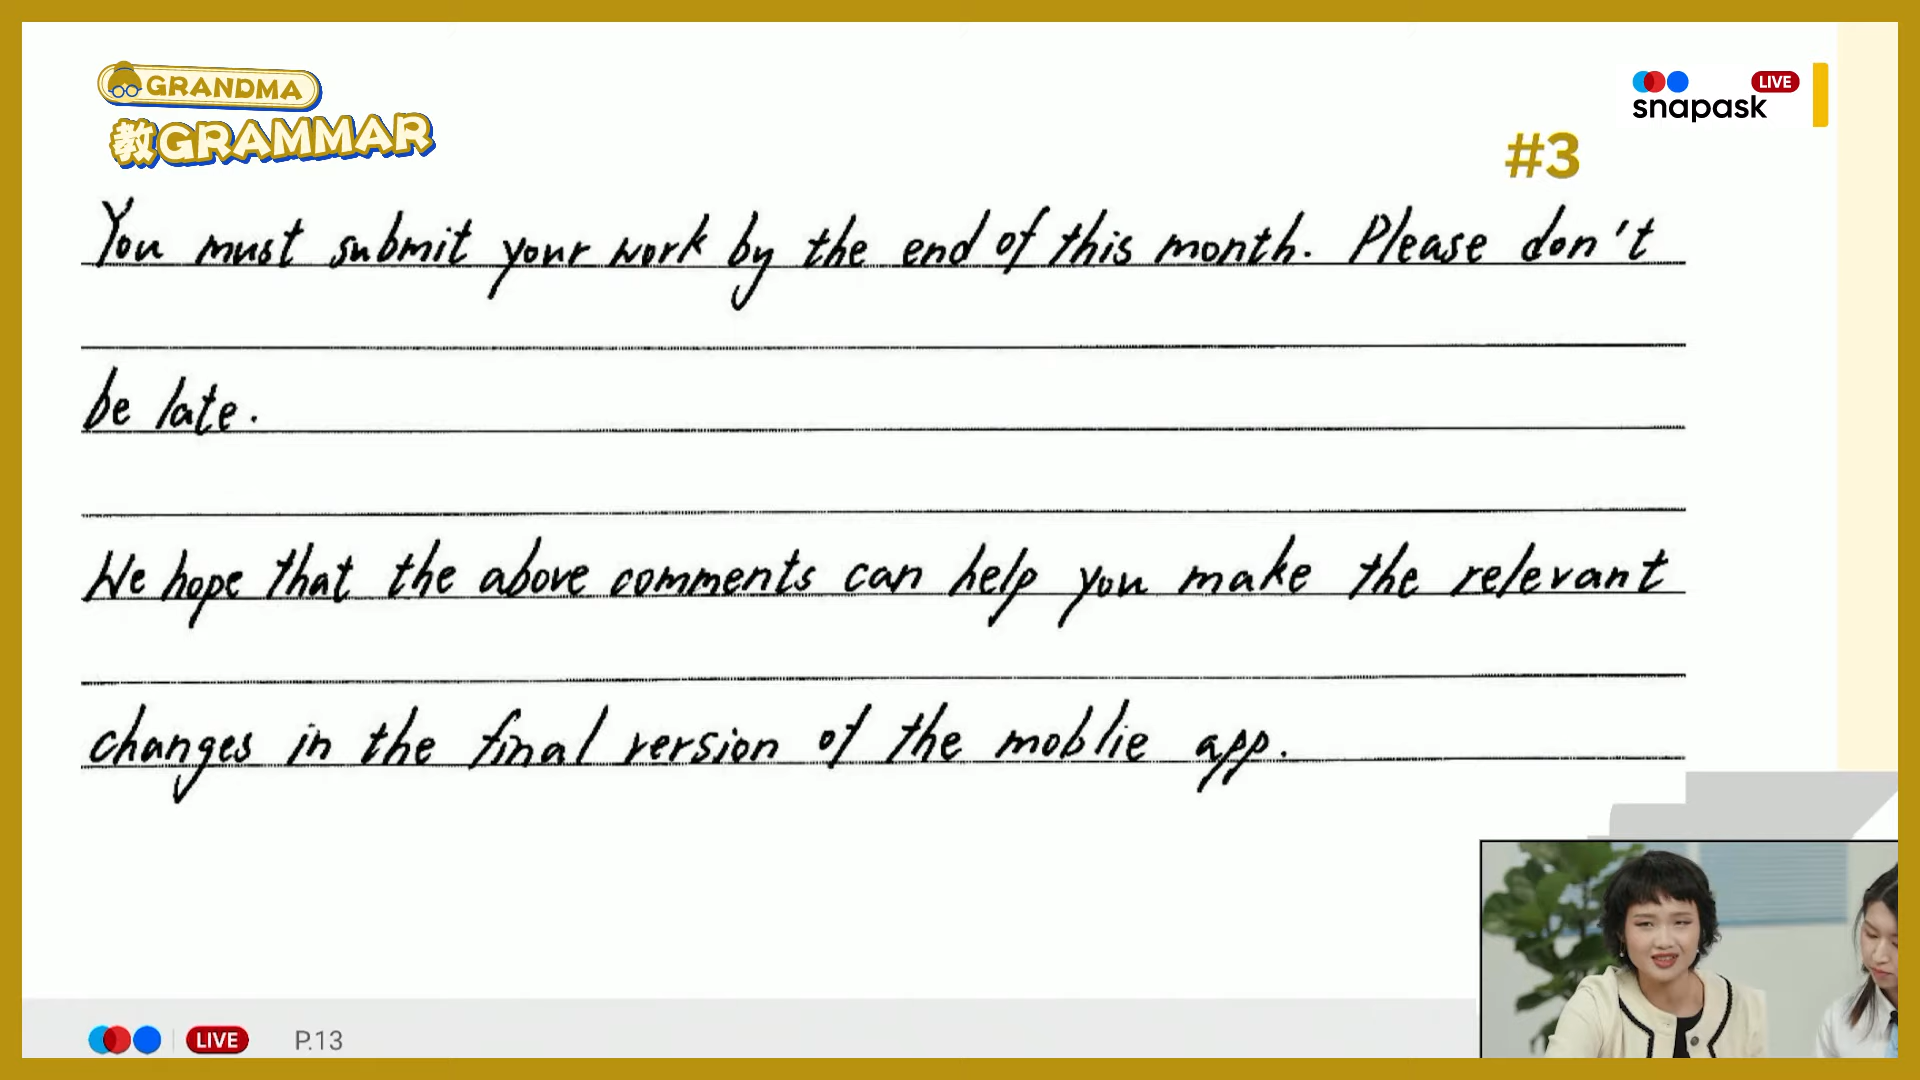 GRANDMA
教GRAMMAR
LIVE
snapask
#3
You must submit your work by the end of this month. Please don't
be late.
We hope that the above comments can help you make the relevant
changes in the final version of the moblie app.
LIVE
P.13